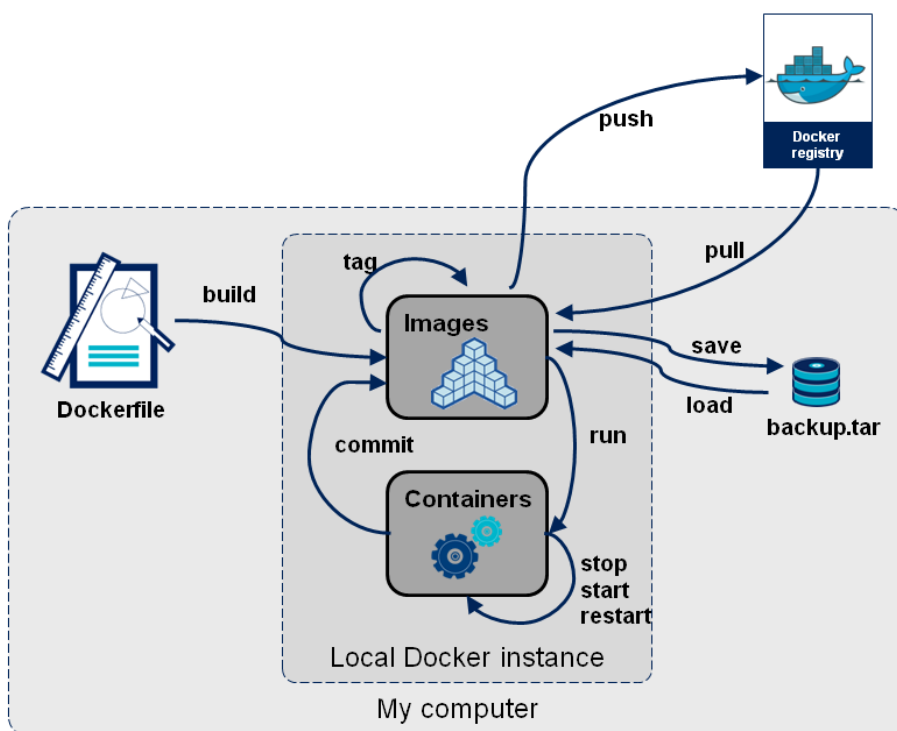 push
Docker
registry
pull
tag
build
Images
save
Dockerfile
load
backup.tar
commit
run
Containers
stop
start
restart
Local Docker instance
My computer